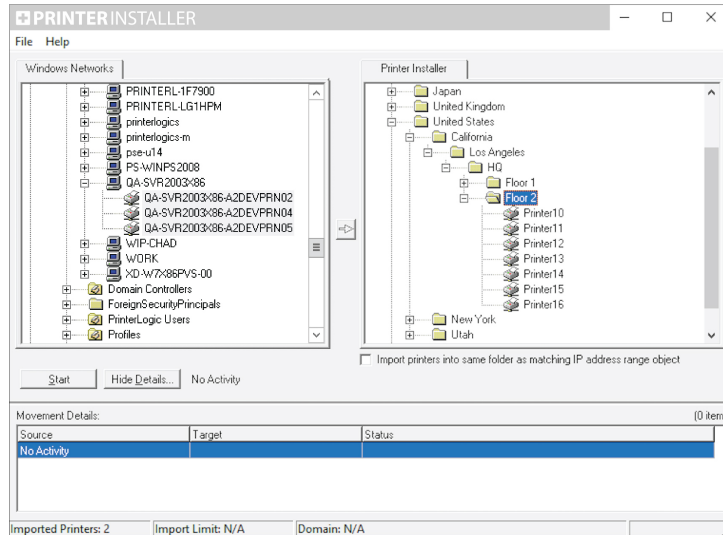 PRINTER INSTALLER
File Help
Windows Networks
PRINTERL-1F7900
PRINTERL-LG1HPM
printerlogics
printerlogics-m
pse-u14
PS-WINPS2008
QA-SVR2003X86
QA-SVR2003X86-A2DEVPRN02
QA-SVR2003X86-A2DEVPRN04
QA-SVR2003X86-A2DEVPRN05
WIP-CHAD
WORK
XD-W7X86PVS-00
Domain Controllers
ForeignSecurityPrincipals
PrinterLogic Users
Profiles
Printer Installer
Japan
United Kingdom
United States
California
Los Angeles
HQ
Floor 1
Floor 2
Printer10
Printer11
Printer12
Printer13
Printer14
Printer15
Printer16
New York
Utah
Import printers into same folder as matching IP address range object
Start Hide Details... No Activity
Movement Details: (0 item
Source Target Status
No Activity
Imported Printers: 2 Import Limit: N/A Domain: N/A